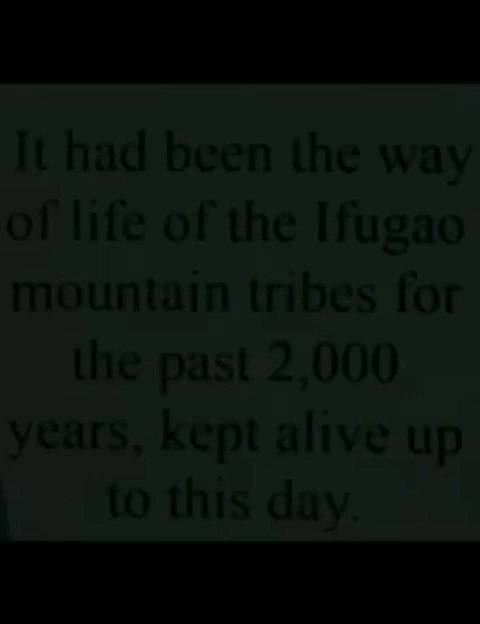 It had been the way
of life of the Ifugao
mountain tribes for
the past 2,000
years, kept alive up
to this day.